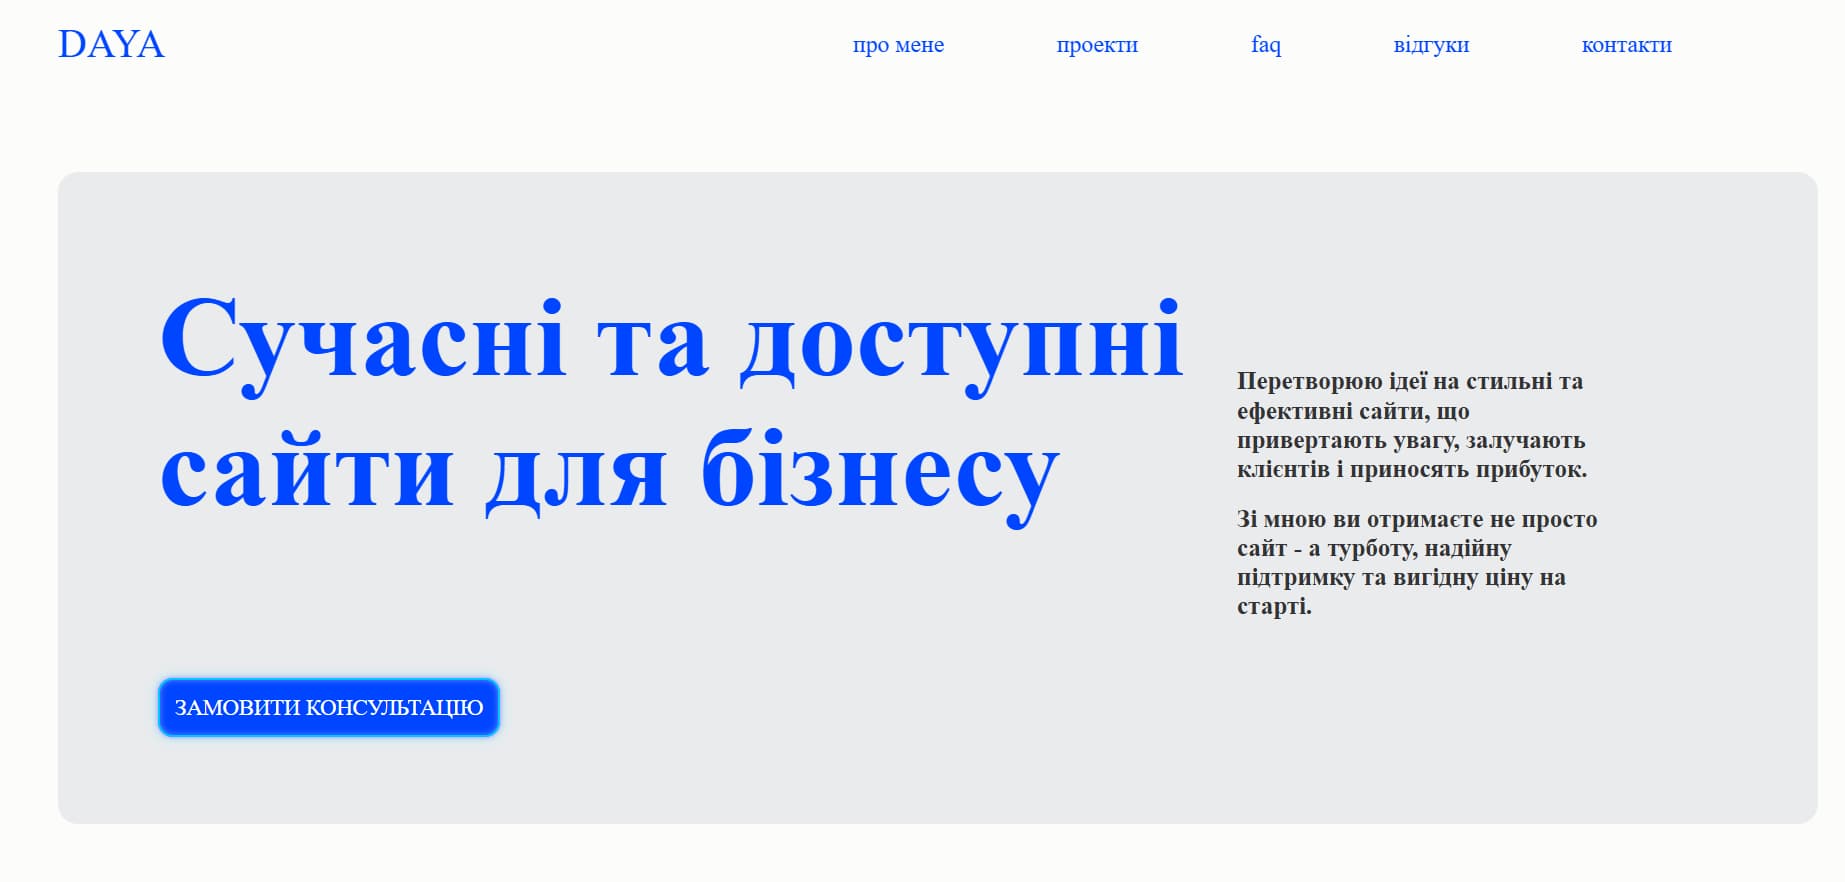 DAYA
про мене
проекти
faq
відгуки
контакти
Сучасні та доступні
сайти для бізнесу
Перетворюю ідеї на стильні та
ефективні сайти, що
привертають увагу, залучають
клієнтів і приносять прибуток.
Зі мною ви отримаєте не просто
сайт - а турботу, надійну
підтримку та вигідну ціну на
старті.
ЗАМОВИТИ КОНСУЛЬТАЦІЮ